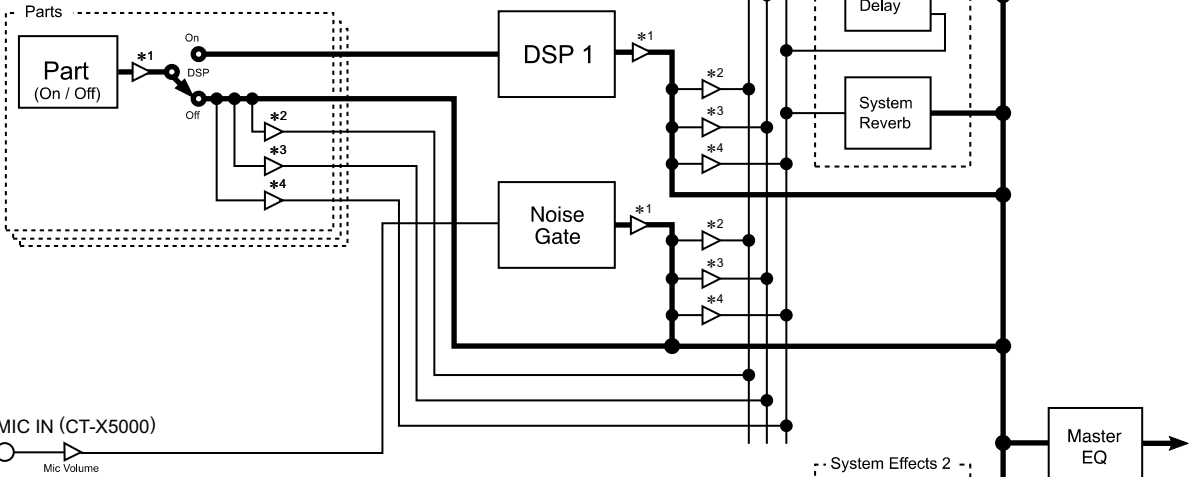 Parts
Part
(On / Off)
✻1
On
DSP
Off
✻2
✻3
✻4
DSP 1
✻1
✻2
✻3
✻4
Delay
System
Reverb
Noise
Gate
✻1
✻2
✻3
✻4
MIC IN (CT-X5000)
Mic Volume
System Effects 2
Master
EQ